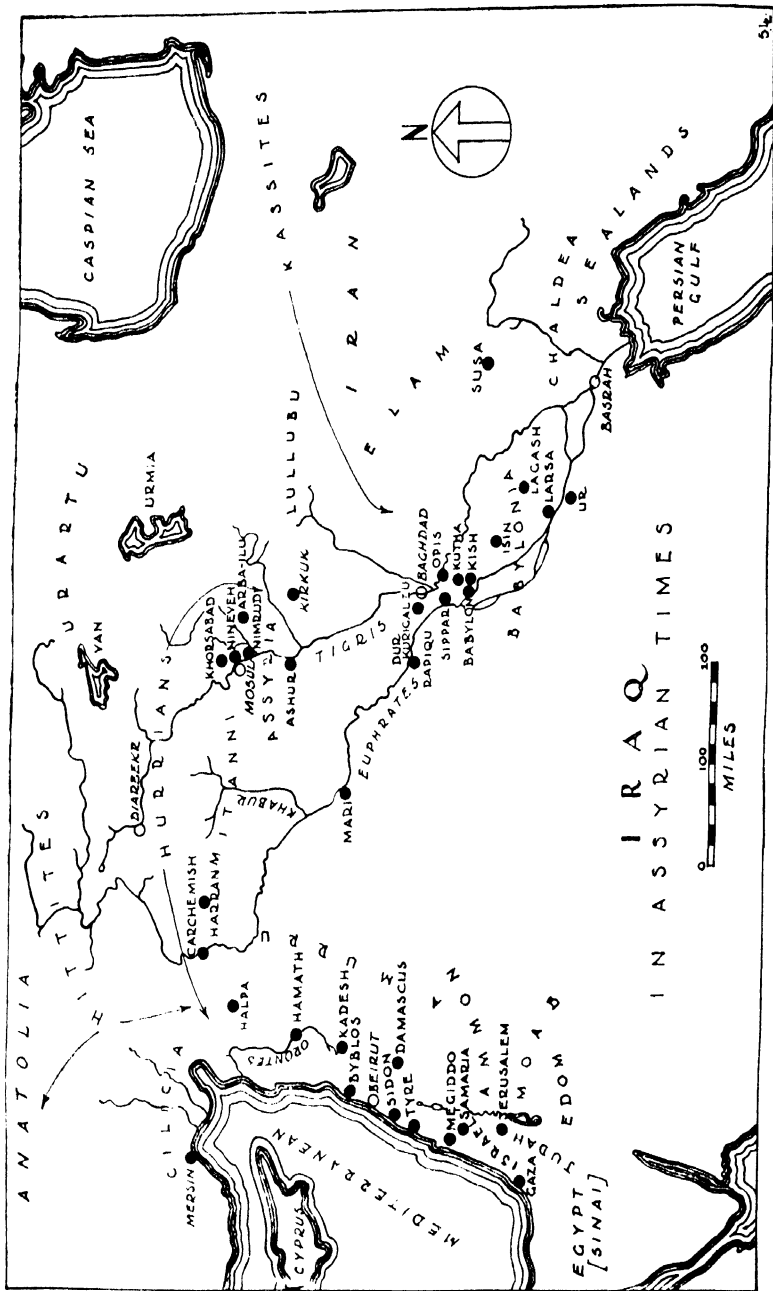 CASPIAN SEA
KASSITES
IRAN
N
SEALANDS
CHALDEA
PERSIAN
GULF
ELAM
SUSA
BASRAH
LULLUBU
URARTU
URMIA
VAN
HURRIANS
KHORSABAD
NINEVEH
ARBA-ILU
NIMRUD
MOSUL
ASSYRIA
KIRKUK
ASHUR
TIGRIS
BAGHDAD
DUR
KURIGALZU
OPIS
RAPIQU
SIPPAR
KUTHA
KISH
BABYLON
BABYLONIA
ISIN
LAGASH
LARSA
UR
EUPHRATES
MARI
KHABUR
MITANNI
DIARBEKR
HITTITES
CARCHEMISH
HARRAN
ANATOLIA
CILICIA
MERSIN
HALPA
HAMATH
ORONTES
KADESH
BYBLOS
BEIRUT
SIDON
DAMASCUS
TYRE
MEGIDDO
SAMARIA
AMMON
JERUSALEM
MOAB
ISRAEL
JUDAH
EDOM
GAZA
MEDITERRANEAN
CYPRUS
EGYPT
[SINAI]
IRAQ
IN ASSYRIAN TIMES
0 100 200
MILES